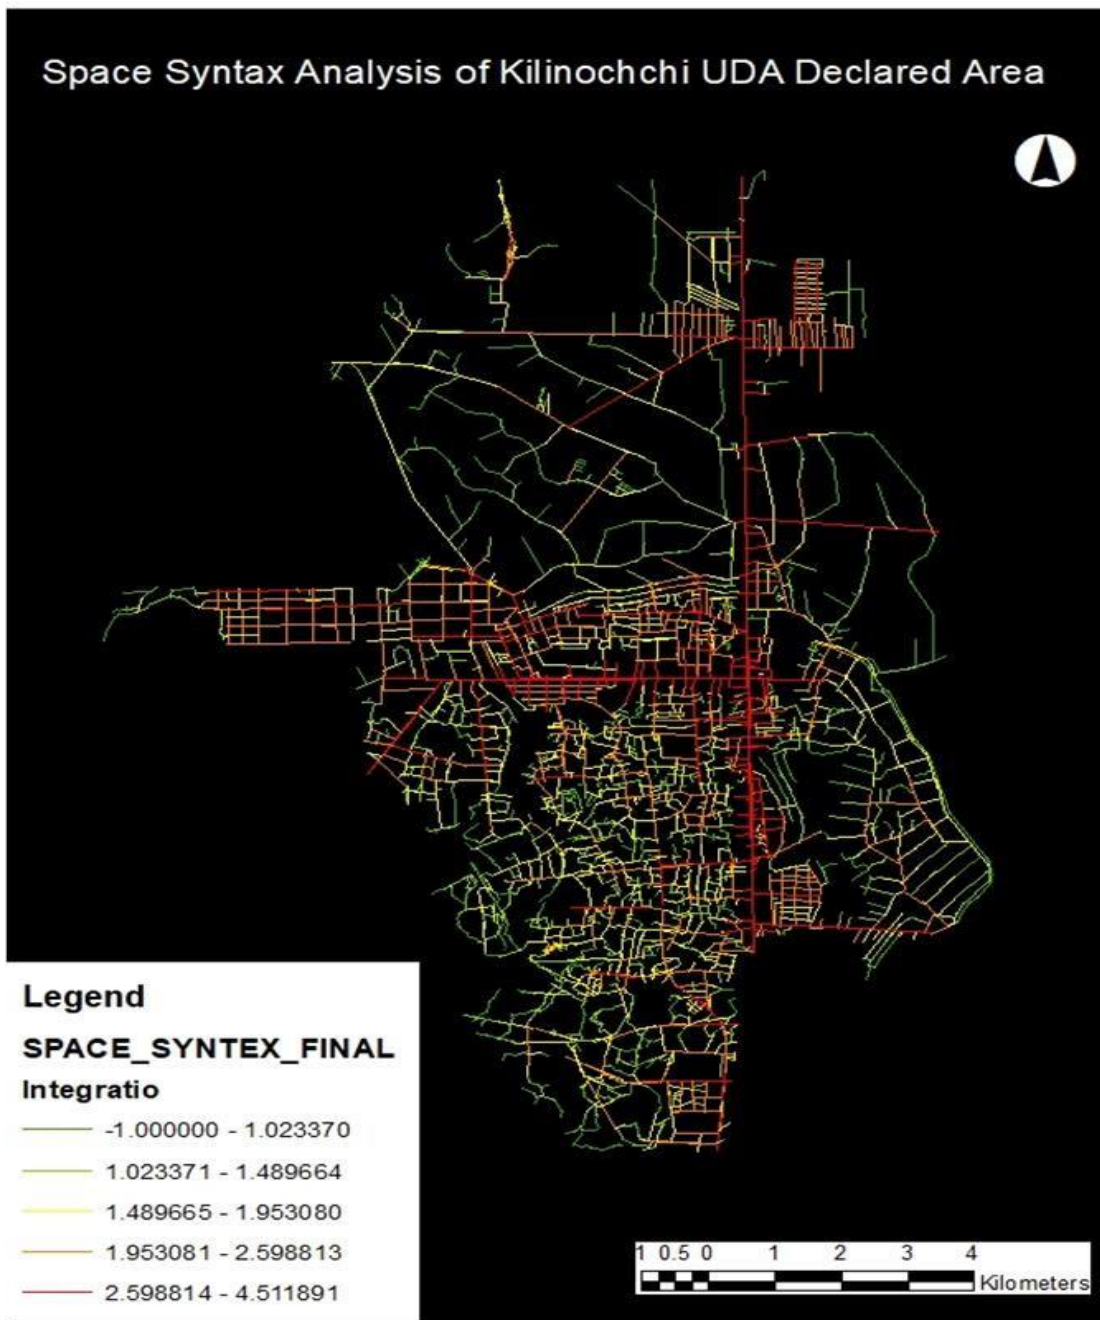 Space Syntax Analysis of Kilinochchi UDA Declared Area
Legend
SPACE_SYNTEX_FINAL
Integratio
-1.000000 - 1.023370
1.023371 - 1.489664
1.489665 - 1.953080
1.953081 - 2.598813
2.598814 - 4.511891
1 0.5 0 1 2 3 4
Kilometers